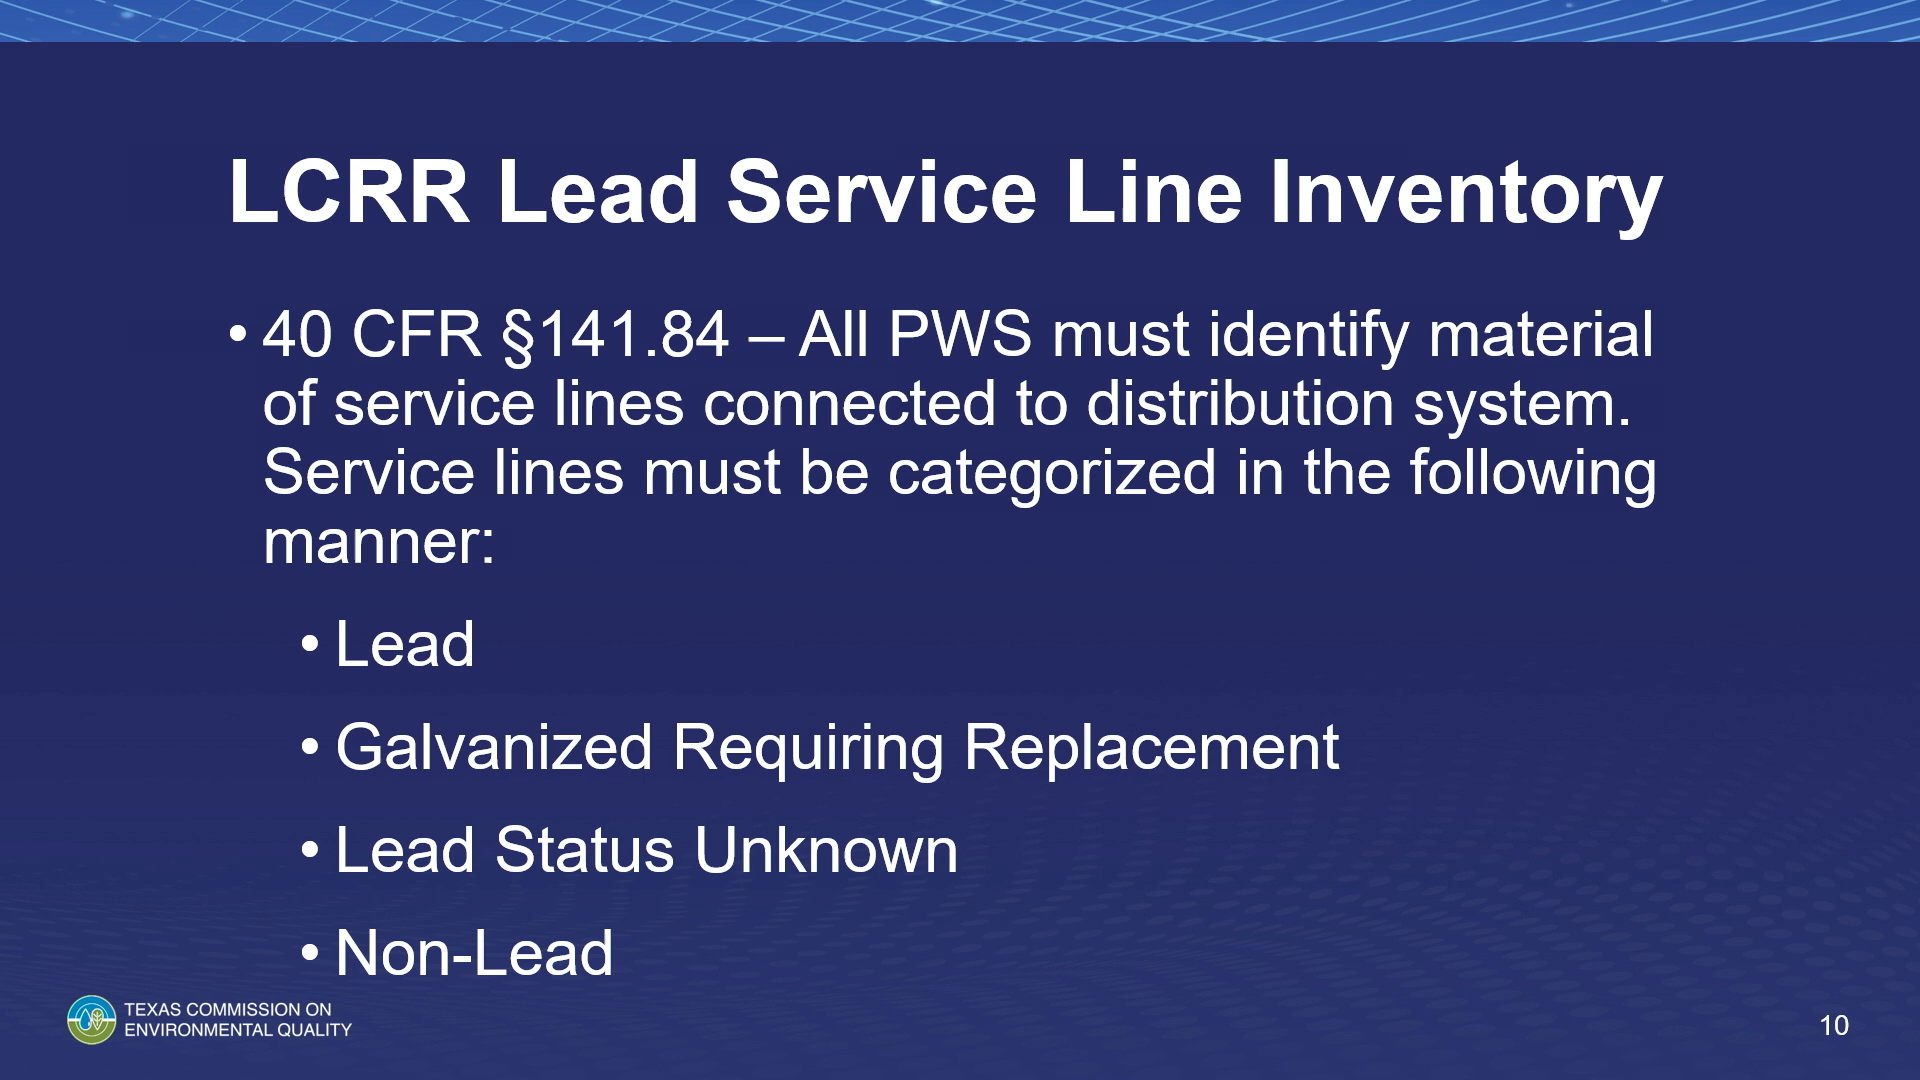 LCRR Lead Service Line Inventory
• 40 CFR §141.84 – All PWS must identify material
of service lines connected to distribution system.
Service lines must be categorized in the following
manner:
• Lead
• Galvanized Requiring Replacement
• Lead Status Unknown
• Non-Lead
TEXAS COMMISSION ON
ENVIRONMENTAL QUALITY
10